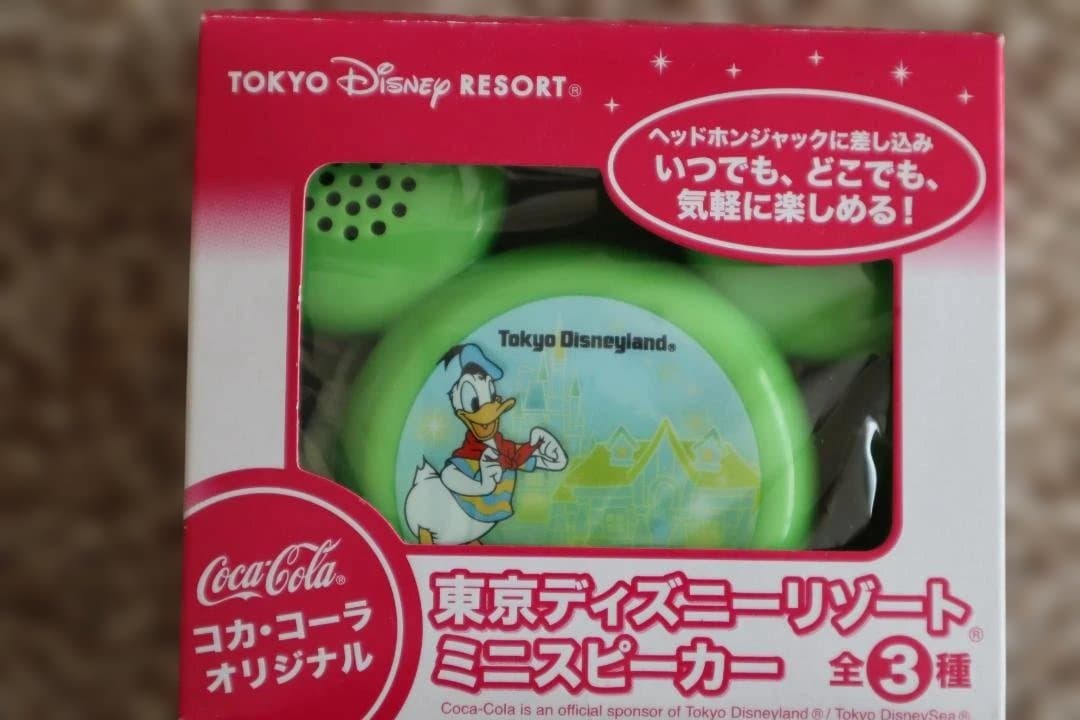 TOKYO Disney RESORT®
ヘッドホンジャックに差し込み
いつでも、どこでも、
気軽に楽しめる!
Tokyo Disneyland®
Coca-Cola®
コカ・コーラ
オリジナル
東京ディズニーリゾート®
ミニスピーカー 全3種
Coca-Cola is an official sponsor of Tokyo Disneyland®/Tokyo DisneySea®